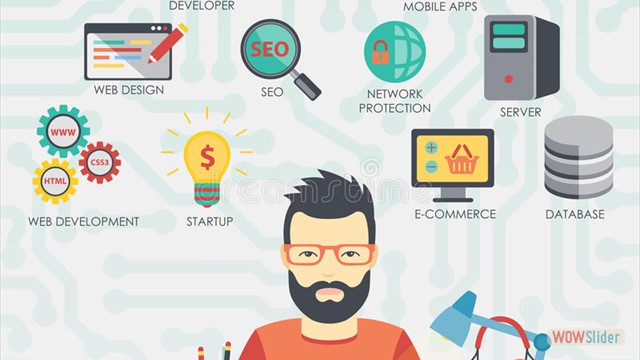 DEVELOPER
MOBILE APPS
WEB DESIGN
SEO
SEO
NETWORK
PROTECTION
SERVER
WWW
CSS3
HTML
WEB DEVELOPMENT
$
STARTUP
E-COMMERCE
DATABASE
dreamstime
WOWSlider